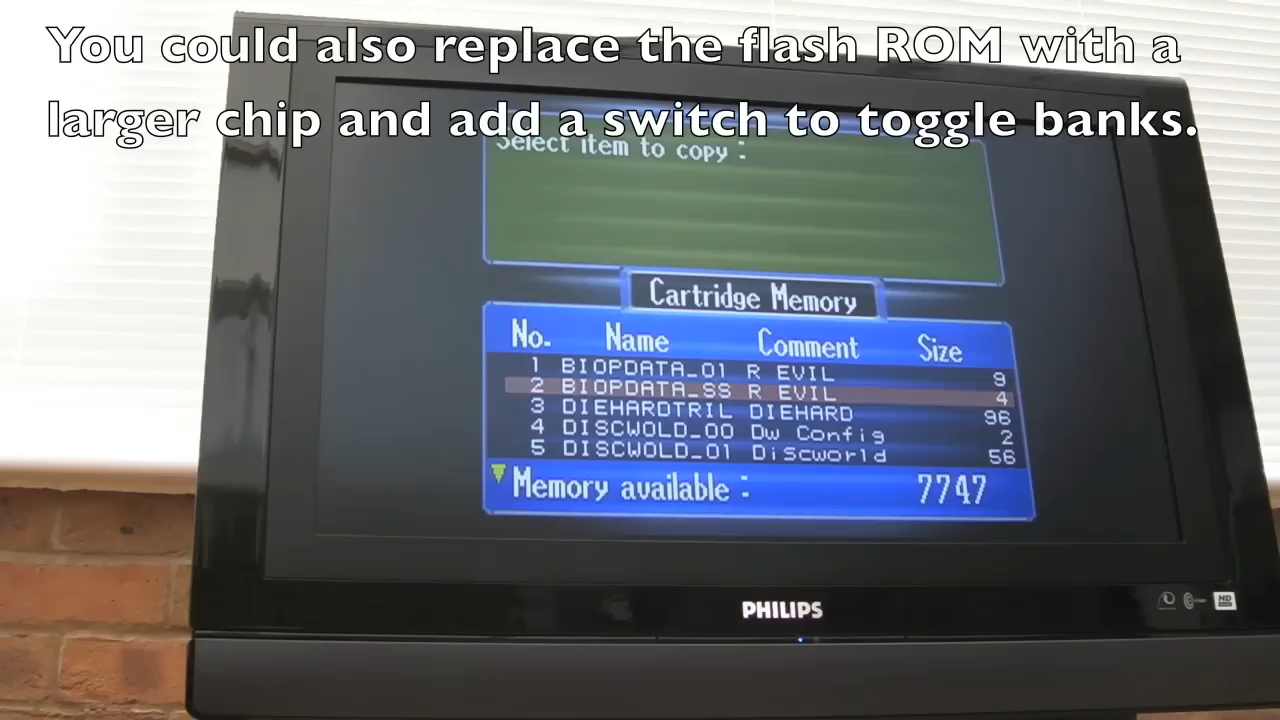 You could also replace the flash ROM with a
larger chip and add a switch to toggle banks.
Select item to copy :
Cartridge Memory
No. Name Comment Size
1 BIOPDATA_01 R EVIL 9
2 BIOPDATA_SS R EVIL 4
3 DIEHARDTRIL DIEHARD 96
4 DISCWOLD_00 Dw Config 2
5 DISCWOLD_01 Discworld 56
Memory available : 7747
PHILIPS
HD